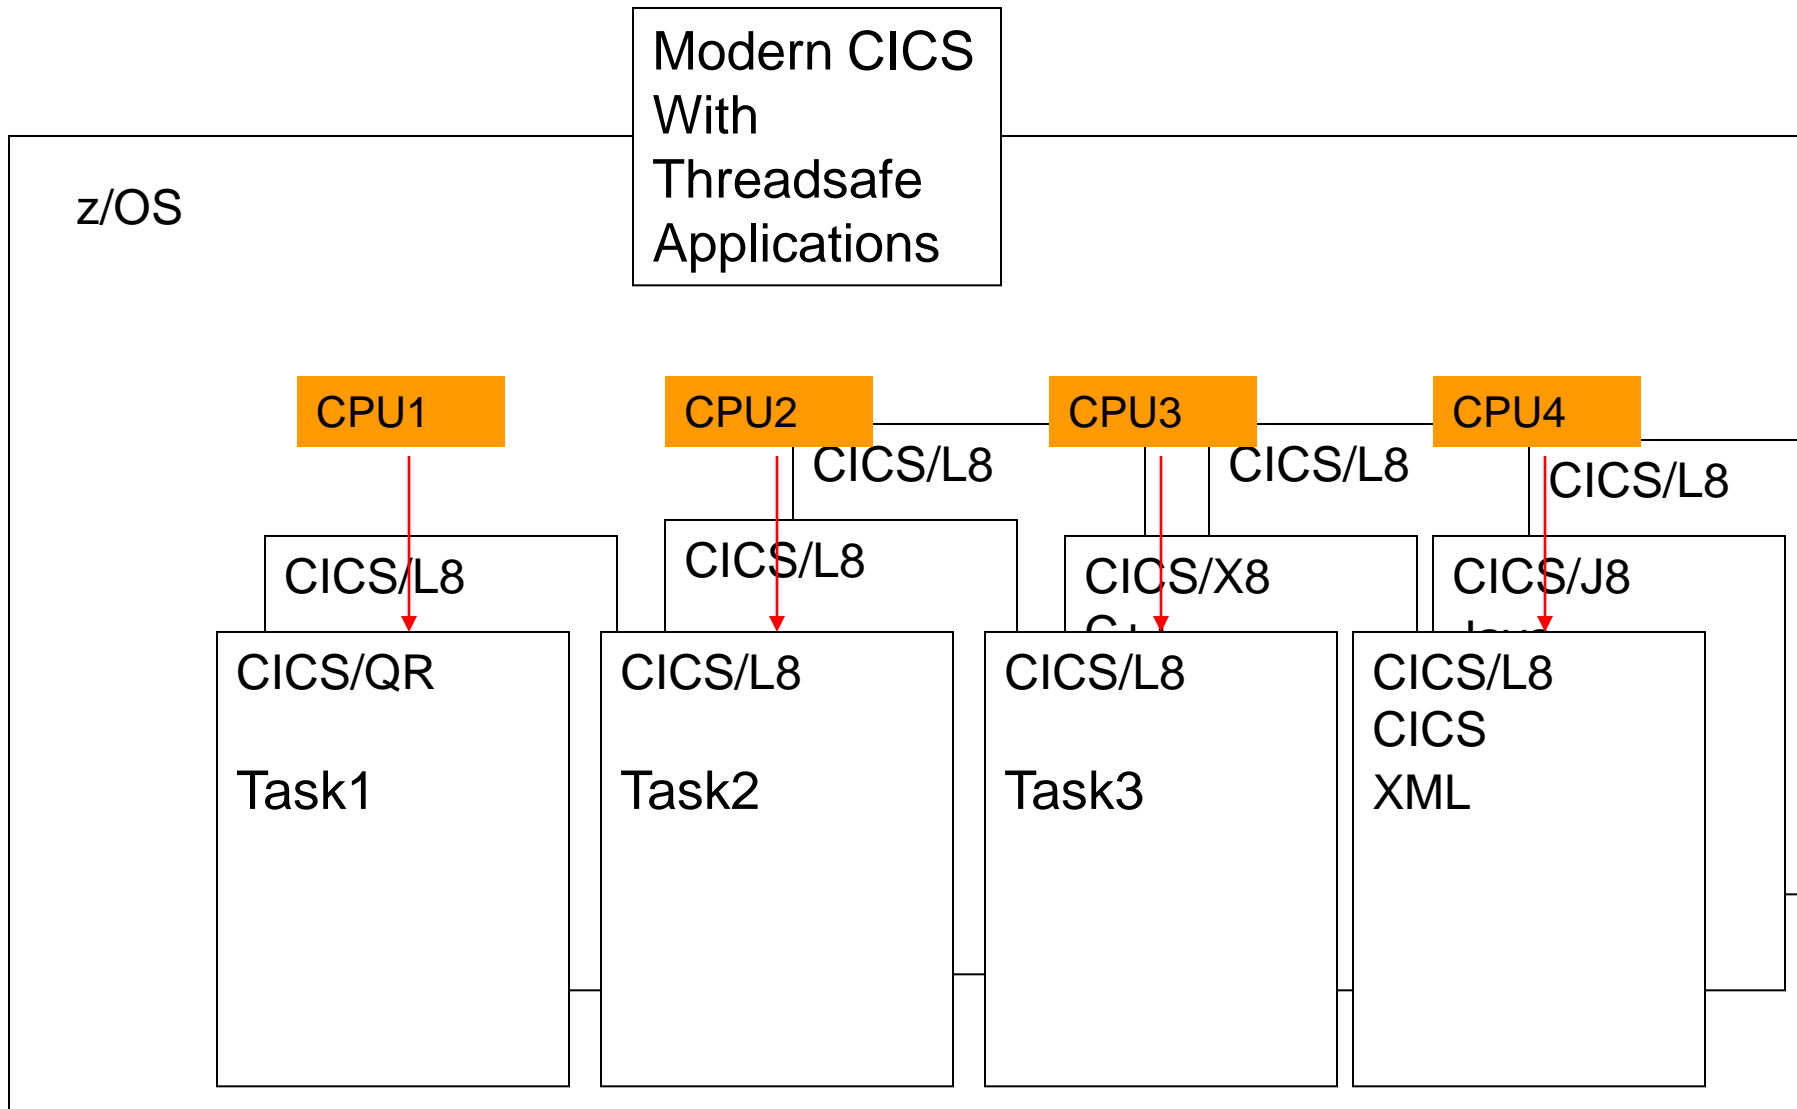 Modern CICS
With
Threadsafe
Applications
z/OS
CPU1
CPU2
CPU3
CPU4
CICS/L8
CICS/L8
CICS/L8
CICS/L8
CICS/L8
CICS/X8
CICS/J8
Java
CICS/QR
Task1
CICS/L8
Task2
CICS/L8
Task3
CICS/L8
CICS
XML